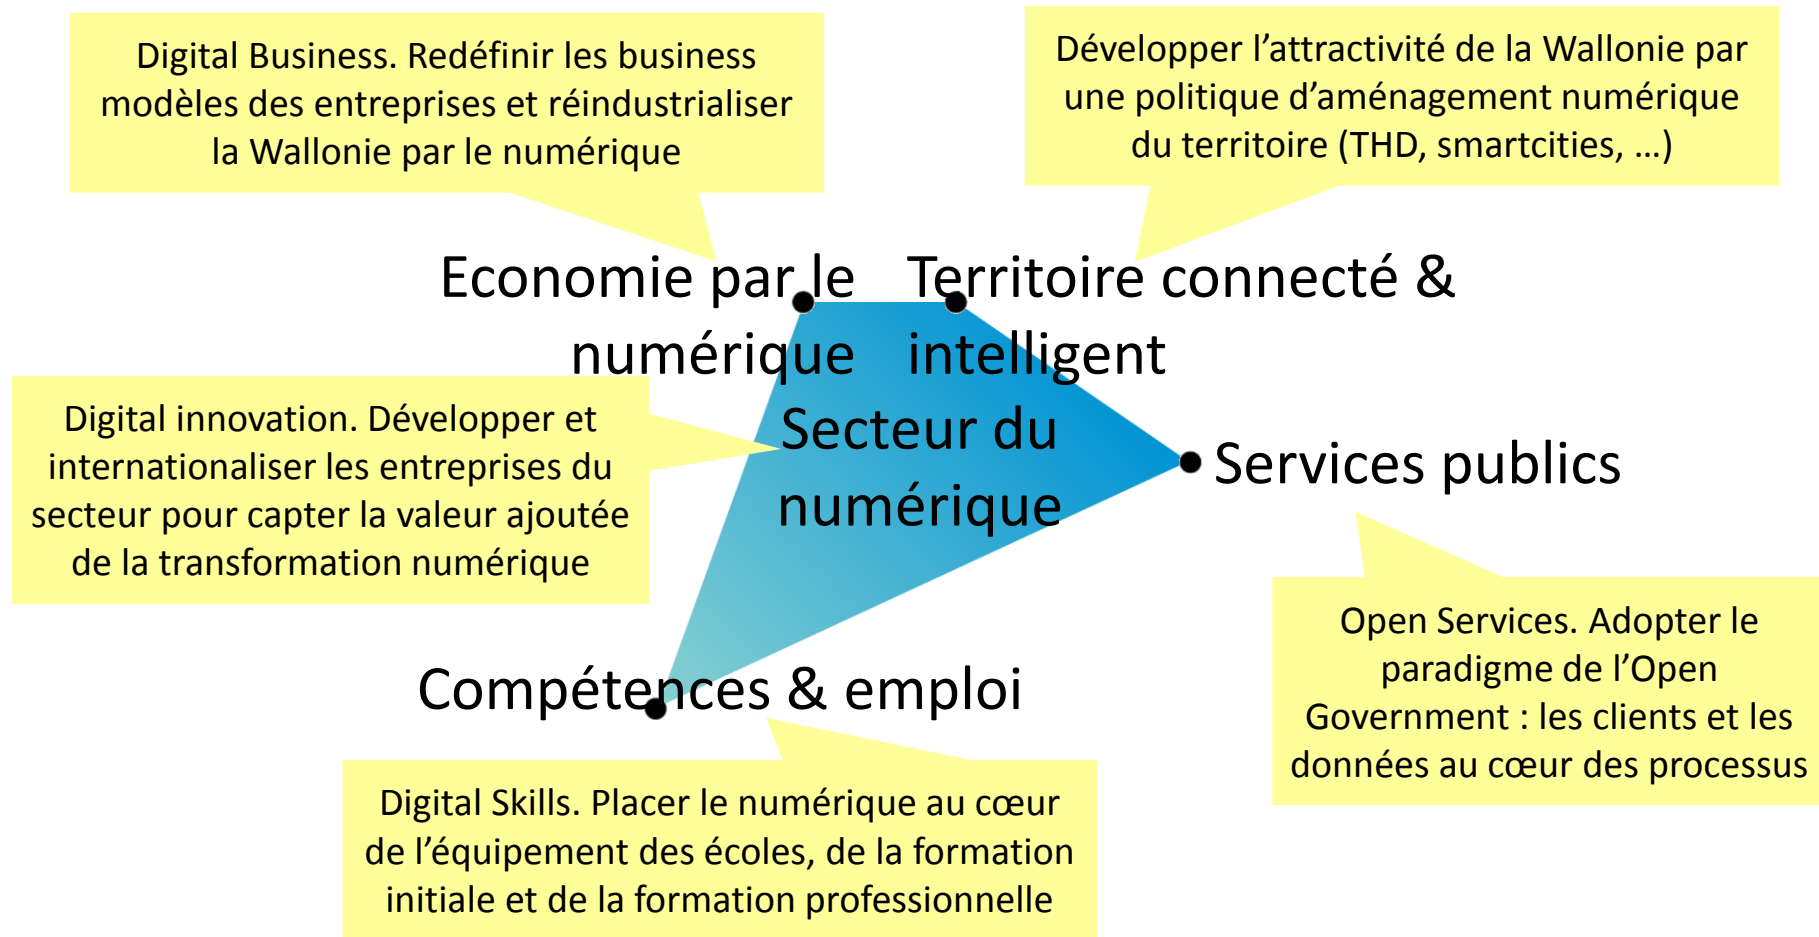 Digital Business. Redéfinir les business
modèles des entreprises et réindustrialiser
la Wallonie par le numérique
Développer l’attractivité de la Wallonie par
une politique d’aménagement numérique
du territoire (THD, smartcities, …)
Economie par le
numérique
Territoire connecté &
intelligent
Digital innovation. Développer et
internationaliser les entreprises du
secteur pour capter la valeur ajoutée
de la transformation numérique
Secteur du
numérique
Services publics
Open Services. Adopter le
paradigme de l’Open
Government : les clients et les
données au cœur des processus
Compétences & emploi
Digital Skills. Placer le numérique au cœur
de l’équipement des écoles, de la formation
initiale et de la formation professionnelle